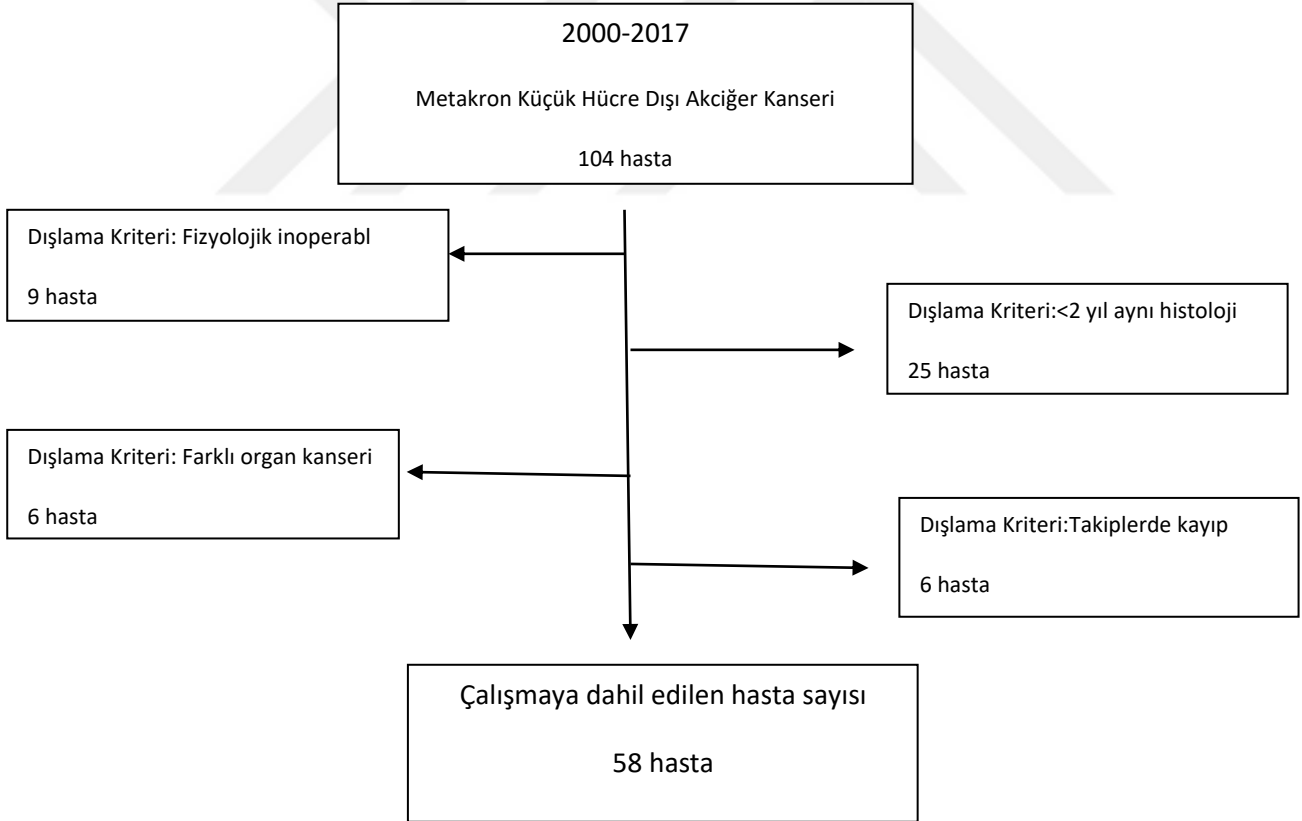 2000-2017
Metakron Küçük Hücre Dışı Akciğer Kanseri
104 hasta
Dışlama Kriteri: Fizyolojik inoperabl
9 hasta
Dışlama Kriteri:<2 yıl aynı histoloji
25 hasta
Dışlama Kriteri: Farklı organ kanseri
6 hasta
Dışlama Kriteri:Takiplerde kayıp
6 hasta
Çalışmaya dahil edilen hasta sayısı
58 hasta